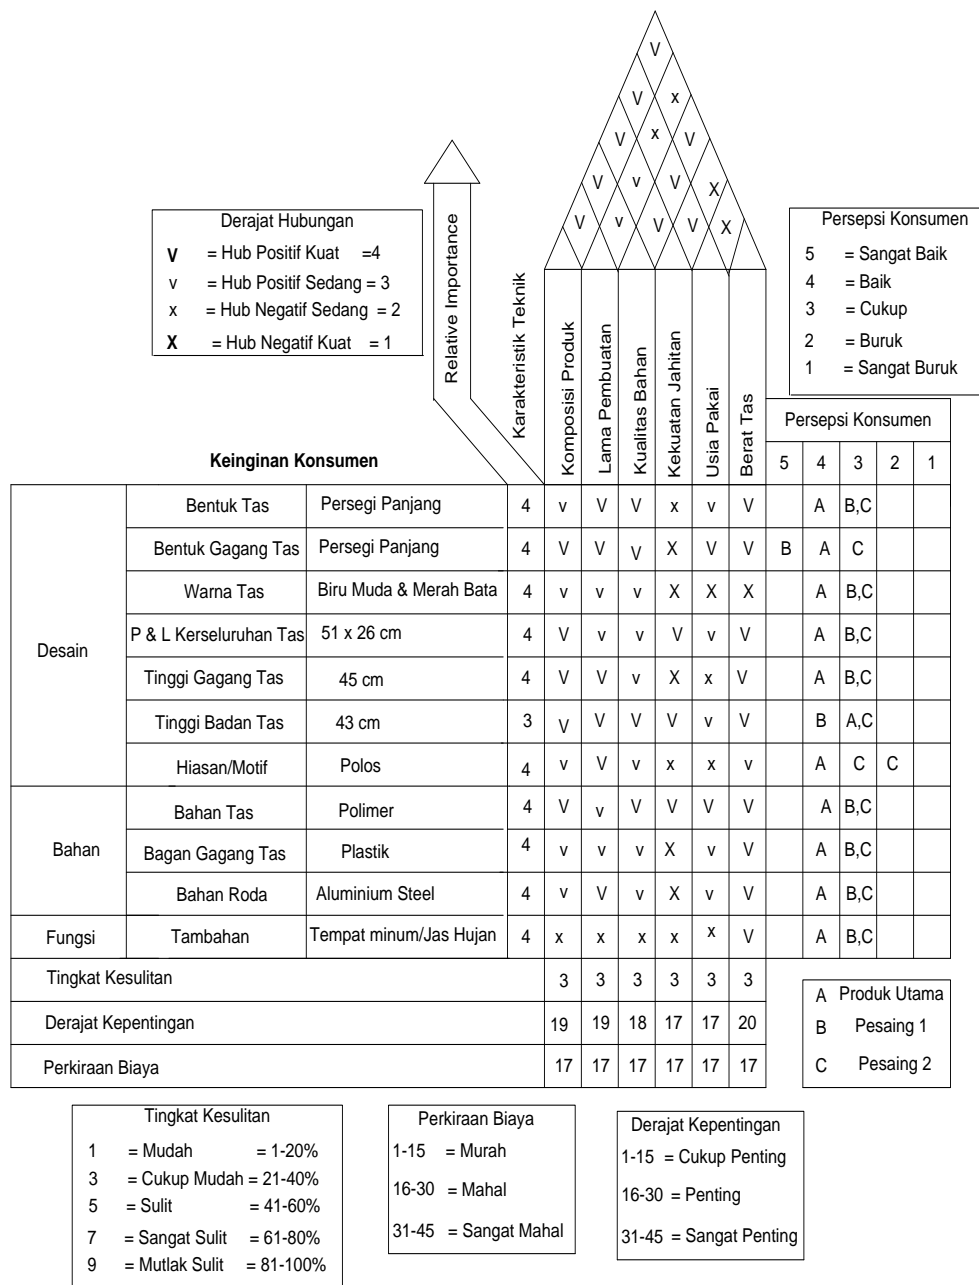 V
V x
V x V
V v V X
V v V V X
Derajat Hubungan
V = Hub Positif Kuat =4
v = Hub Positif Sedang = 3
x = Hub Negatif Sedang = 2
X = Hub Negatif Kuat = 1
Relative Importance
Karakteristik Teknik
Komposisi Produk
Lama Pembuatan
Kualitas Bahan
Kekuatan Jahitan
Usia Pakai
Berat Tas
Persepsi Konsumen
5 = Sangat Baik
4 = Baik
3 = Cukup
2 = Buruk
1 = Sangat Buruk
Persepsi Konsumen
Keinginan Konsumen
5 4 3 2 1
Desain
Bentuk Tas Persegi Panjang 4 v V V x v V A B,C
Bentuk Gagang Tas Persegi Panjang 4 V V V X V V B A C
Warna Tas Biru Muda & Merah Bata 4 v v v X X X A B,C
P & L Kerseluruhan Tas 51 x 26 cm 4 V v v V v V A B,C
Tinggi Gagang Tas 45 cm 4 V V v X x V A B,C
Tinggi Badan Tas 43 cm 3 V V V V v V B A,C
Hiasan/Motif Polos 4 v V v x x v A C C
Bahan
Bahan Tas Polimer 4 V v V V V V A B,C
Bagan Gagang Tas Plastik 4 v v v X v V A B,C
Bahan Roda Aluminium Steel 4 v V v X v V A B,C
Fungsi Tambahan Tempat minum/Jas Hujan 4 x x x x x V A B,C
Tingkat Kesulitan 3 3 3 3 3 3
Derajat Kepentingan 19 19 18 17 17 20
Perkiraan Biaya 17 17 17 17 17 17
A Produk Utama
B Pesaing 1
C Pesaing 2
Tingkat Kesulitan
1 = Mudah = 1-20%
3 = Cukup Mudah = 21-40%
5 = Sulit = 41-60%
7 = Sangat Sulit = 61-80%
9 = Mutlak Sulit = 81-100%
Perkiraan Biaya
1-15 = Murah
16-30 = Mahal
31-45 = Sangat Mahal
Derajat Kepentingan
1-15 = Cukup Penting
16-30 = Penting
31-45 = Sangat Penting